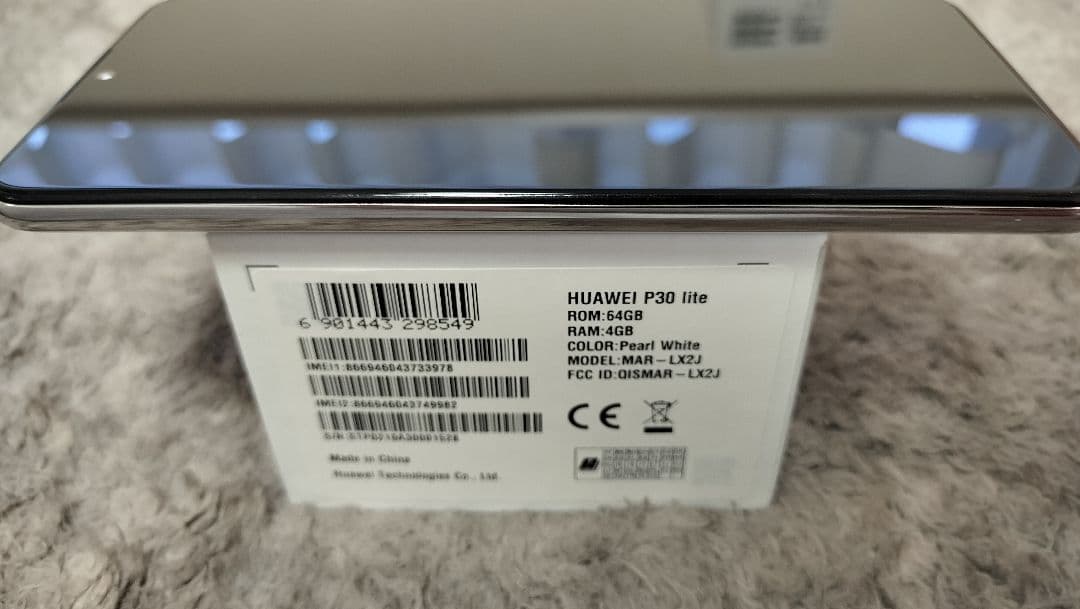 6 901443 298549
IMEI1:866946043733978
IMEI2:866946043749982
Made in China
Huawei Technologies Co., Ltd.
HUAWEI P30 lite
ROM:64GB
RAM:4GB
COLOR:Pearl White
MODEL:MAR-LX2J
FCC ID:QISMAR-LX2J
CE